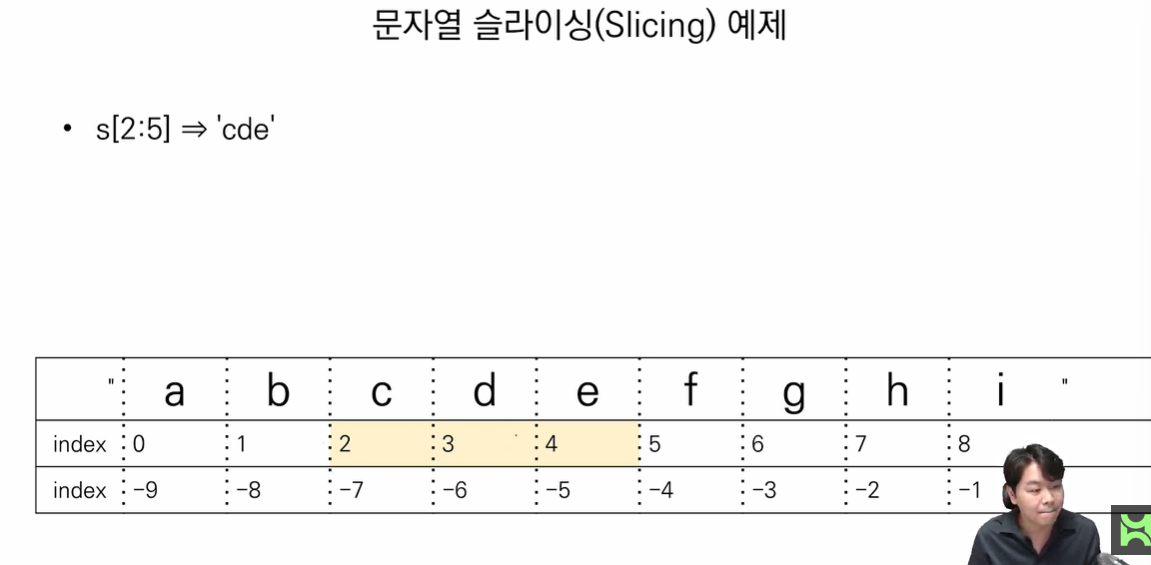 문자열 슬라이싱(Slicing) 예제
• s[2:5] ⇒ 'cde'
" a b c d e f g h i "
index 0 1 2 3 4 5 6 7 8
index -9 -8 -7 -6 -5 -4 -3 -2 -1